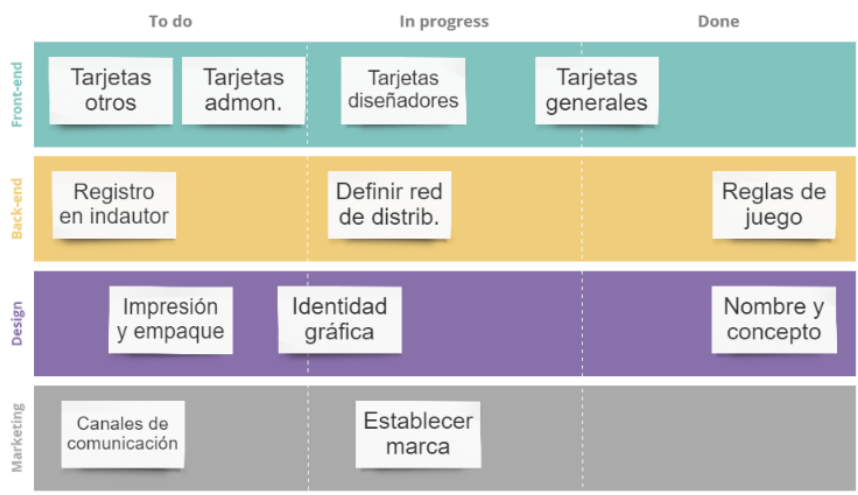 To do
In progress
Done
Front-end
Tarjetas
otros
Tarjetas
admon.
Tarjetas
diseñadores
Tarjetas
generales
Back-end
Registro
en indautor
Definir red
de distrib.
Reglas de
juego
Design
Impresión
y empaque
Identidad
gráfica
Nombre y
concepto
Marketing
Canales de
comunicación
Establecer
marca